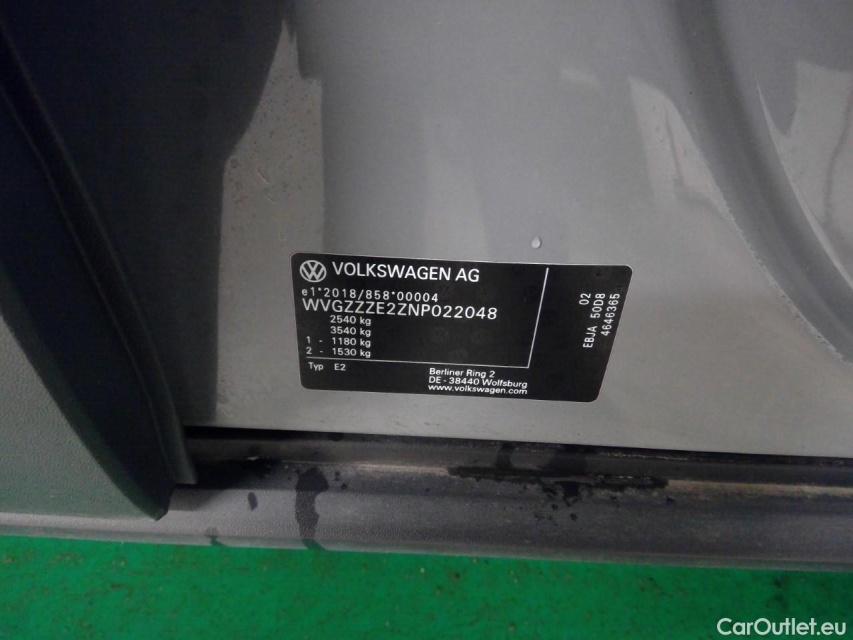 VOLKSWAGEN AG
e1*2018/858*00004
WVGZZZE2ZNP022048
2540 kg
3540 kg
1 - 1180 kg
2 - 1530 kg
Typ E2
Berliner Ring 2
DE - 38440 Wolfsburg
www.volkswagen.com
02
EBJA 50D8
4646365
CarOutlet.eu